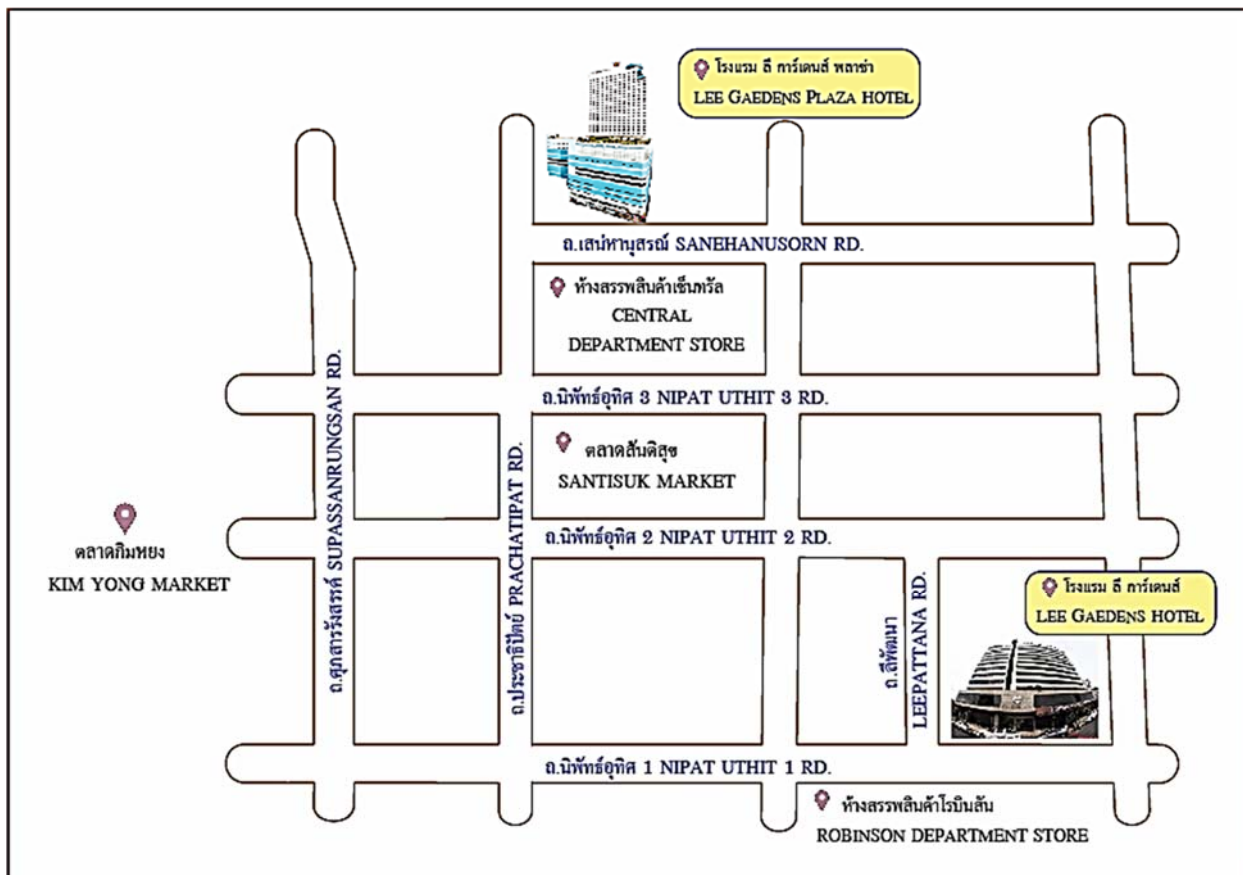 โรงแรม ลี การ์เดนส์ พลาซ่า
LEE GAEDENS PLAZA HOTEL
ถ.เสน่หานุสรณ์ SANEHANUSORN RD.
ห้างสรรพสินค้าเซ็นทรัล
CENTRAL
DEPARTMENT STORE
ถ.นิพัทธ์อุทิศ 3 NIPAT UTHIT 3 RD.
ตลาดสันติสุข
SANTISUK MARKET
ถ.ศุภสารรังสรรค์ SUPASSANRUNGSAN RD.
ถ.ประชาธิปัตย์ PRACHATIPAT RD.
ตลาดกิมหยง
KIM YONG MARKET
ถ.นิพัทธ์อุทิศ 2 NIPAT UTHIT 2 RD.
โรงแรม ลี การ์เดนส์
LEE GAEDENS HOTEL
ถ.ลีพัฒนา
LEEPATTANA RD.
ถ.นิพัทธ์อุทิศ 1 NIPAT UTHIT 1 RD.
ห้างสรรพสินค้าโรบินสัน
ROBINSON DEPARTMENT STORE